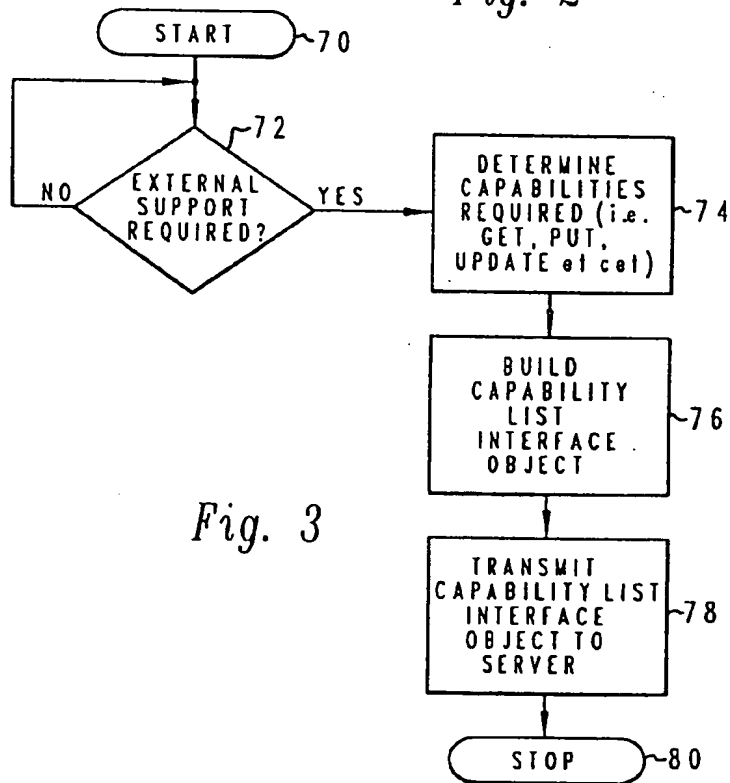 Fig. 2
START
70
72
NO
EXTERNAL
SUPPORT
REQUIRED?
YES
DETERMINE
CAPABILITIES
REQUIRED (i.e.
GET, PUT,
UPDATE et cet)
74
BUILD
CAPABILITY
LIST
INTERFACE
OBJECT
76
Fig. 3
TRANSMIT
CAPABILITY LIST
INTERFACE
OBJECT TO
SERVER
78
STOP
80